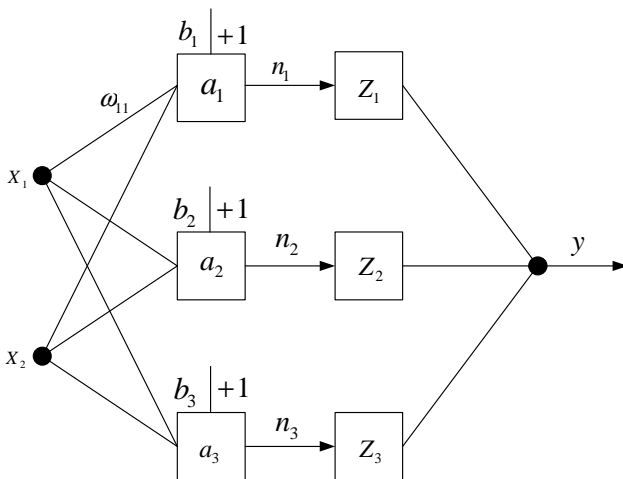 b₁ +1
a₁ n₁ Z₁
ω₁₁
X₁
b₂ +1
a₂ n₂ Z₂ y
X₂
b₃ +1
a₃ n₃ Z₃